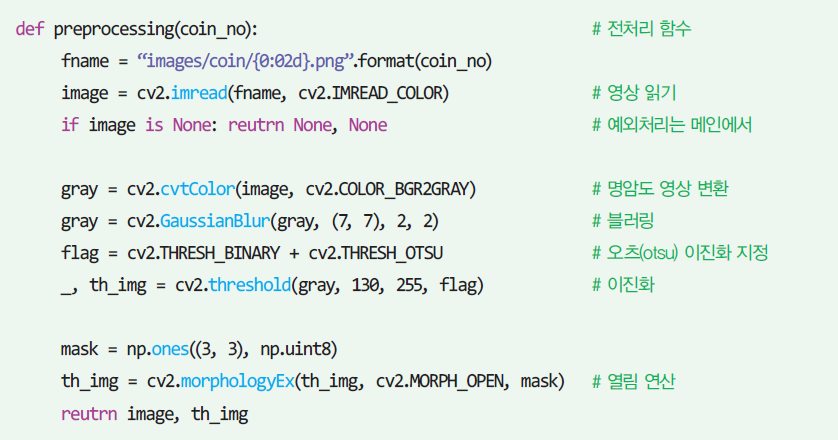 def preprocessing(coin_no): # 전처리 함수
fname = “images/coin/{0:02d}.png”.format(coin_no)
image = cv2.imread(fname, cv2.IMREAD_COLOR) # 영상 읽기
if image is None: reutrn None, None # 예외처리는 메인에서
gray = cv2.cvtColor(image, cv2.COLOR_BGR2GRAY) # 명암도 영상 변환
gray = cv2.GaussianBlur(gray, (7, 7), 2, 2) # 블러링
flag = cv2.THRESH_BINARY + cv2.THRESH_OTSU # 오츠(otsu) 이진화 지정
_, th_img = cv2.threshold(gray, 130, 255, flag) # 이진화
mask = np.ones((3, 3), np.uint8)
th_img = cv2.morphologyEx(th_img, cv2.MORPH_OPEN, mask) # 열림 연산
reutrn image, th_img